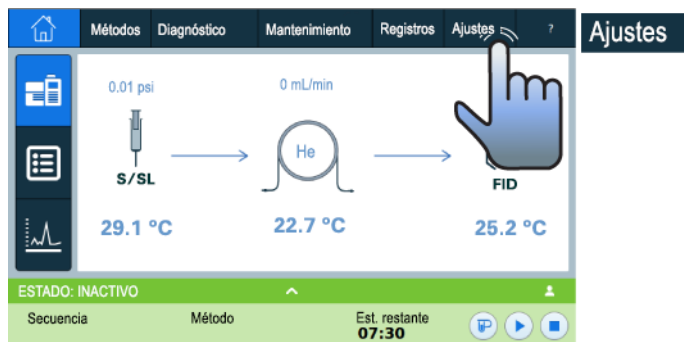 Métodos Diagnóstico Mantenimiento Registros Ajustes ?
Ajustes
0.01 psi 0 mL/min
He
S/SL FID
29.1 °C 22.7 °C 25.2 °C
ESTADO: INACTIVO
Secuencia Método Est. restante
07:30